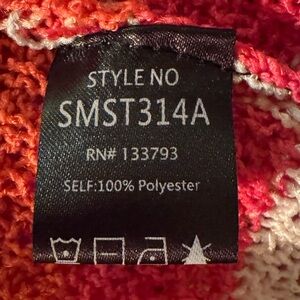 STYLE NO
SMST314A
RN# 133793
SELF:100% Polyester